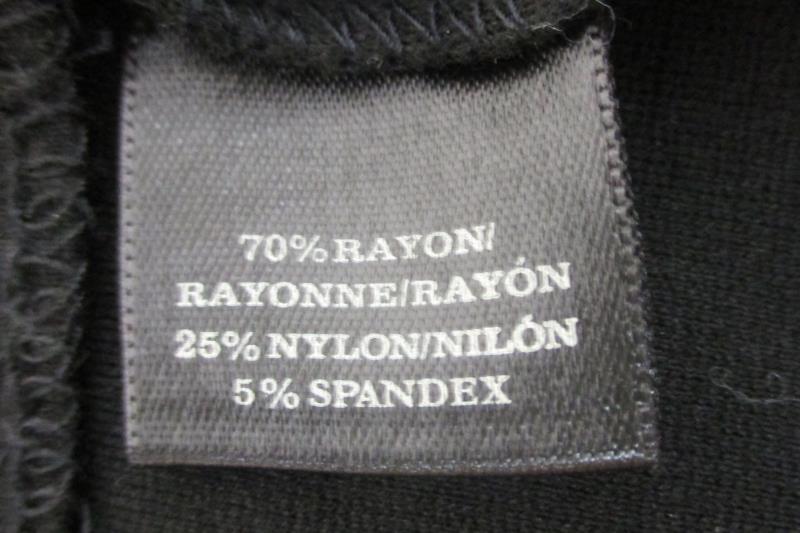 70% RAYON/
RAYONNE/RAYÓN
25% NYLON/NILÓN
5% SPANDEX